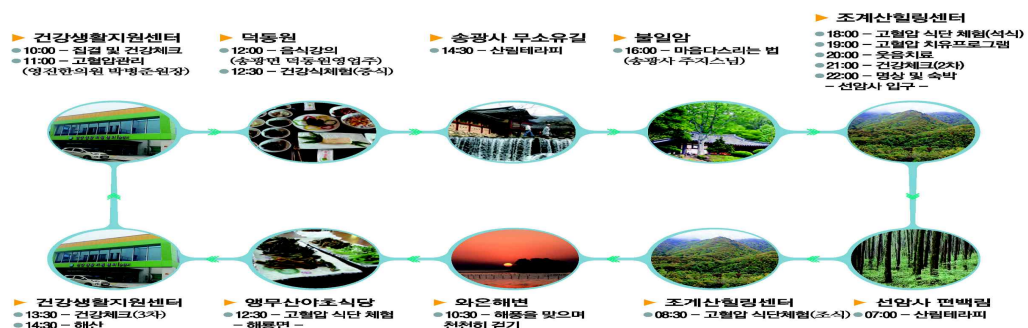 건강생활지원센터
10:00 - 집결 및 건강체크
11:00 - 고혈압관리
(영진한의원 박병준원장)
덕동원
12:00 - 음식강의
(송광면 덕동원영업주)
12:30 - 건강식체험(중식)
송광사 무소유길
14:30 - 산림테라피
불일암
16:00 - 마음다스리는 법
(송광사 주지스님)
조계산힐링센터
18:00 - 고혈압 식단 체험(석식)
19:00 - 고혈압 치유프로그램
20:00 - 웃음치료
21:00 - 건강체크(2차)
22:00 - 명상 및 숙박
- 선암사 입구 -
건강생활지원센터
13:30 - 건강체크(3차)
14:30 - 해산
앵무산야초식당
12:30 - 고혈압 식단 체험
- 해룡면 -
와온해변
10:30 - 해풍을 맞으며
천천히 걷기
조계산힐링센터
08:30 - 고혈압 식단체험(조식)
선암사 편백림
07:00 - 산림테라피